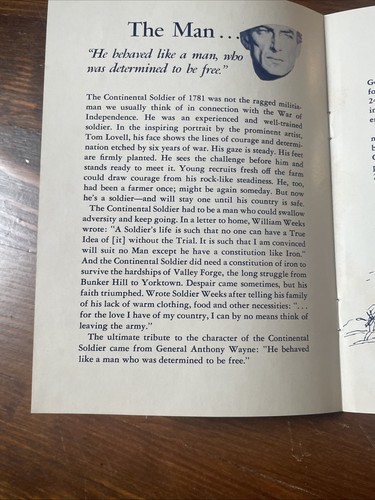 The Man...
"He behaved like a man, who
was determined to be free."
The Continental Soldier of 1781 was not the ragged militia-
man we usually think of in connection with the War of
Independence. He was an experienced and well-trained
soldier. In the inspiring portrait by the prominent artist,
Tom Lovell, his face shows the lines of courage and determi-
nation etched by six years of war. His gaze is steady. His feet
are firmly planted. He sees the challenge before him and
stands ready to meet it. Young recruits fresh off the farm
could draw courage from his rock-like steadiness. He, too,
had been a farmer once; might be again someday. But now
he's a soldier—and will stay one until his country is safe.
The Continental Soldier had to be a man who could swallow
adversity and keep going. In a letter to home, William Weeks
wrote: "A Soldier's life is such that no one can have a True
Idea of [it] without the Trial. It is such that I am convinced
will suit no Man except he have a constitution like Iron."
And the Continental Soldier did need a constitution of iron to
survive the hardships of Valley Forge, the long struggle from
Bunker Hill to Yorktown. Despair came sometimes, but his
faith triumphed. Wrote Soldier Weeks after telling his family
of his lack of warm clothing, food and other necessities: "...
for the love I have of my country, I can by no means think of
leaving the army."
The ultimate tribute to the character of the Continental
Soldier came from General Anthony Wayne: "He behaved
like a man who was determined to be free."